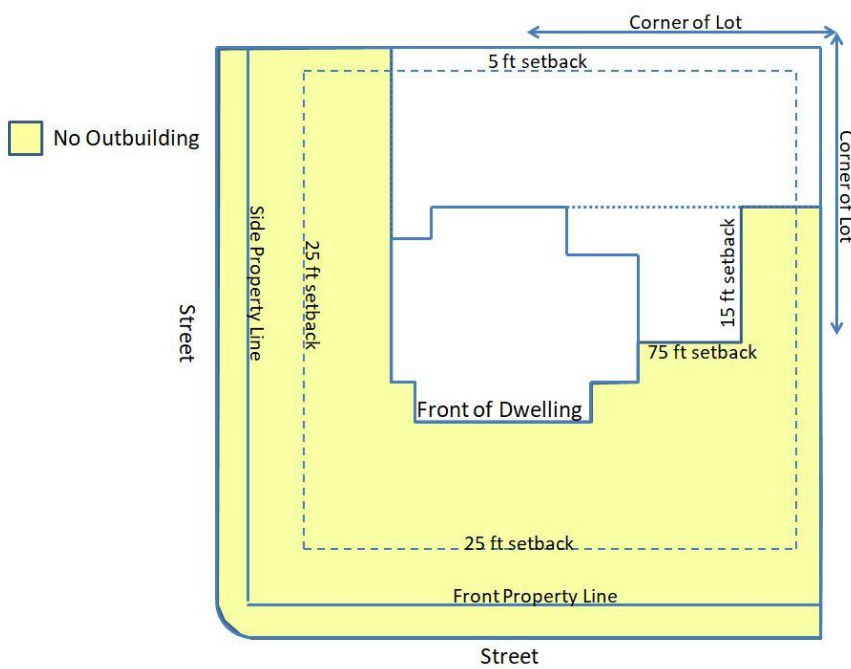 Corner of Lot
5 ft setback
No Outbuilding
Corner of Lot
Side Property Line
25 ft setback
15 ft setback
Street
75 ft setback
Front of Dwelling
25 ft setback
Front Property Line
Street